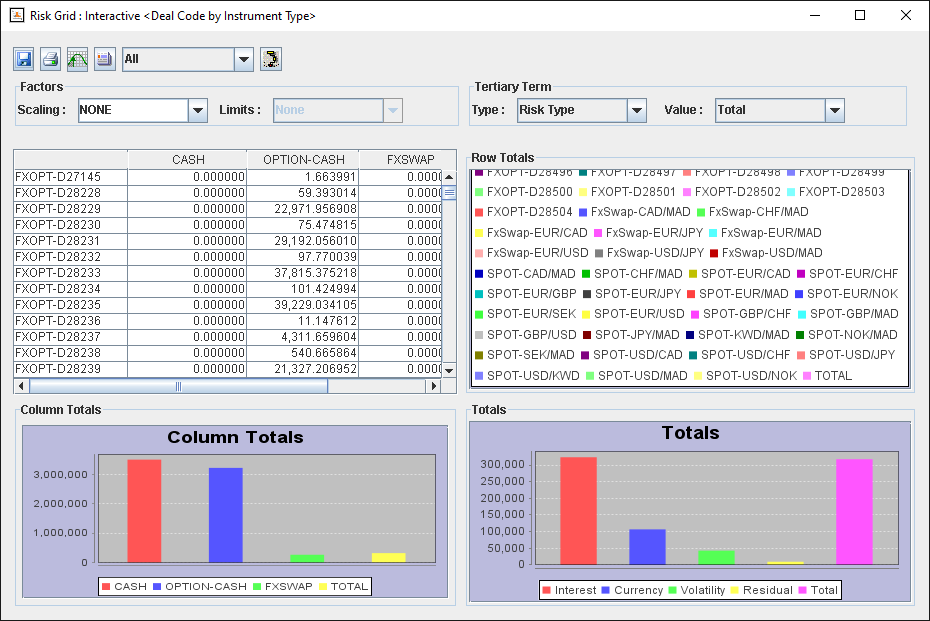 Risk Grid : Interactive <Deal Code by Instrument Type>
All
Factors
Scaling : NONE Limits : None
Tertiary Term
Type : Risk Type Value : Total
CASH OPTION-CASH FXSWAP
FXOPT-D27145 0.000000 1.663991 0.0000
FXOPT-D28228 0.000000 59.393014 0.0000
FXOPT-D28229 0.000000 22,971.956908 0.0000
FXOPT-D28230 0.000000 75.474815 0.0000
FXOPT-D28231 0.000000 29,192.056010 0.0000
FXOPT-D28232 0.000000 97.770039 0.0000
FXOPT-D28233 0.000000 37,815.375218 0.0000
FXOPT-D28234 0.000000 101.424994 0.0000
FXOPT-D28235 0.000000 39,229.034105 0.0000
FXOPT-D28236 0.000000 11.147612 0.0000
FXOPT-D28237 0.000000 4,311.659604 0.0000
FXOPT-D28238 0.000000 540.665864 0.0000
FXOPT-D28239 0.000000 21,327.206952 0.0000
Row Totals
FXOPT-D28496 FXOPT-D28497 FXOPT-D28498 FXOPT-D28499
FXOPT-D28500 FXOPT-D28501 FXOPT-D28502 FXOPT-D28503
FXOPT-D28504 FxSwap-CAD/MAD FxSwap-CHF/MAD
FxSwap-EUR/CAD FxSwap-EUR/JPY FxSwap-EUR/MAD
FxSwap-EUR/USD FxSwap-USD/JPY FxSwap-USD/MAD
SPOT-CAD/MAD SPOT-CHF/MAD SPOT-EUR/CAD SPOT-EUR/CHF
SPOT-EUR/GBP SPOT-EUR/JPY SPOT-EUR/MAD SPOT-EUR/NOK
SPOT-EUR/SEK SPOT-EUR/USD SPOT-GBP/CHF SPOT-GBP/MAD
SPOT-GBP/USD SPOT-JPY/MAD SPOT-KWD/MAD SPOT-NOK/MAD
SPOT-SEK/MAD SPOT-USD/CAD SPOT-USD/CHF SPOT-USD/JPY
SPOT-USD/KWD SPOT-USD/MAD SPOT-USD/NOK TOTAL
Column Totals
Column Totals
3,000,000
2,000,000
1,000,000
0
CASH OPTION-CASH FXSWAP TOTAL
Totals
Totals
300,000
250,000
200,000
150,000
100,000
50,000
0
Interest Currency Volatility Residual Total